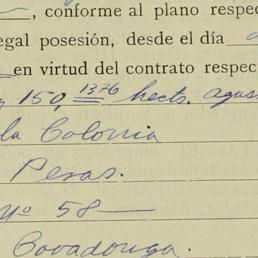 , conforme al plano respec
egal posesión, desde el día
en virtud del contrato respec
150, 1376 hects.
la Colonia
Peras.
Nº 58
Covadonga.